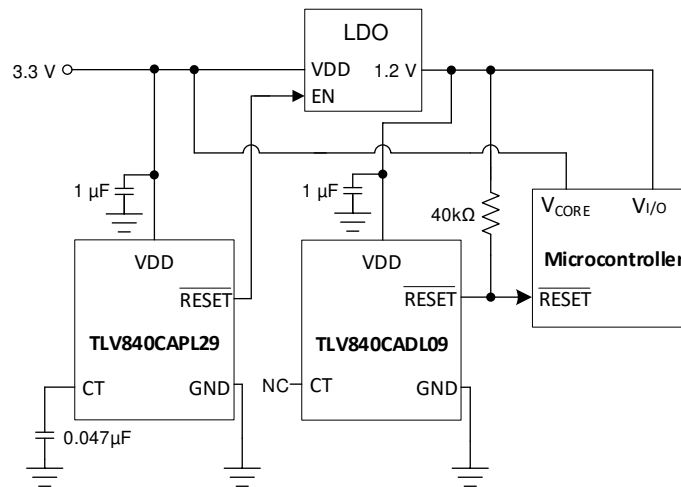 LDO
3.3 V
VDD
1.2 V
EN
1 µF
1 µF
40kΩ
VCORE
VI/O
VDD
VDD
Microcontroller
RESET
RESET
RESET
TLV840CAPL29
TLV840CADL09
CT
GND
NC
CT
GND
0.047µF